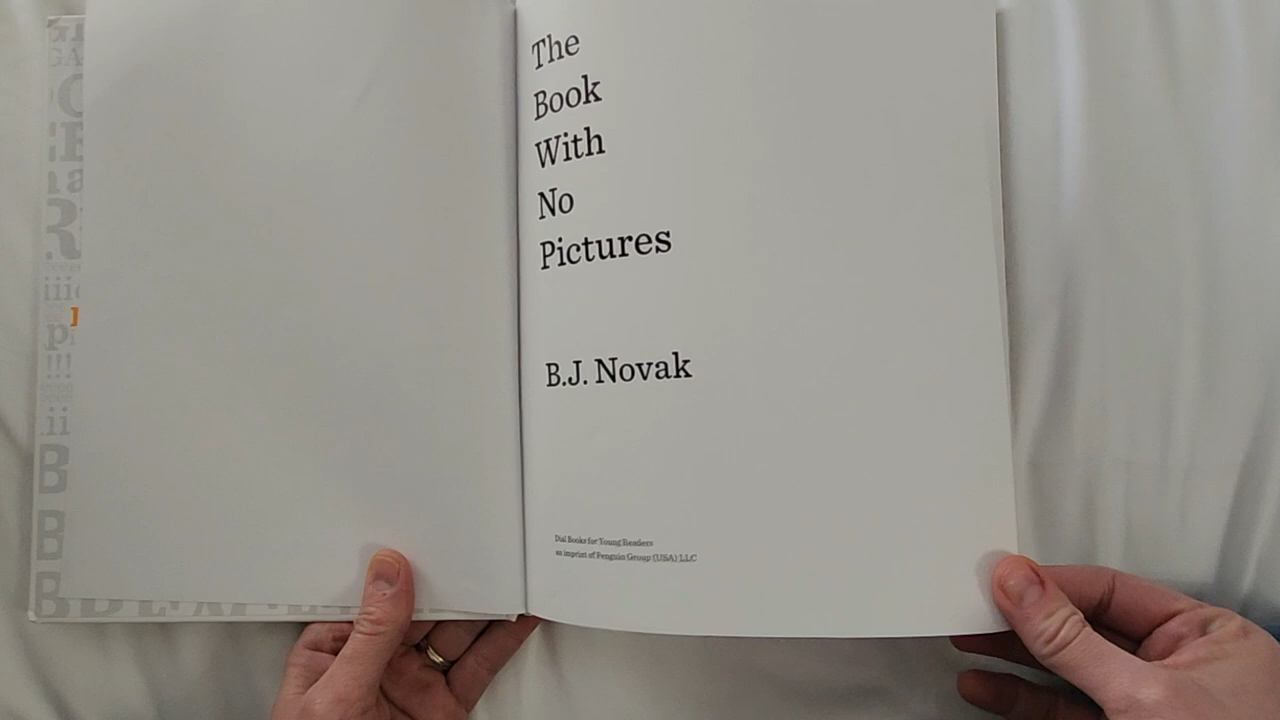 The
Book
With
No
Pictures
B.J. Novak
Dial Books for Young Readers
an imprint of Penguin Group (USA) LLC